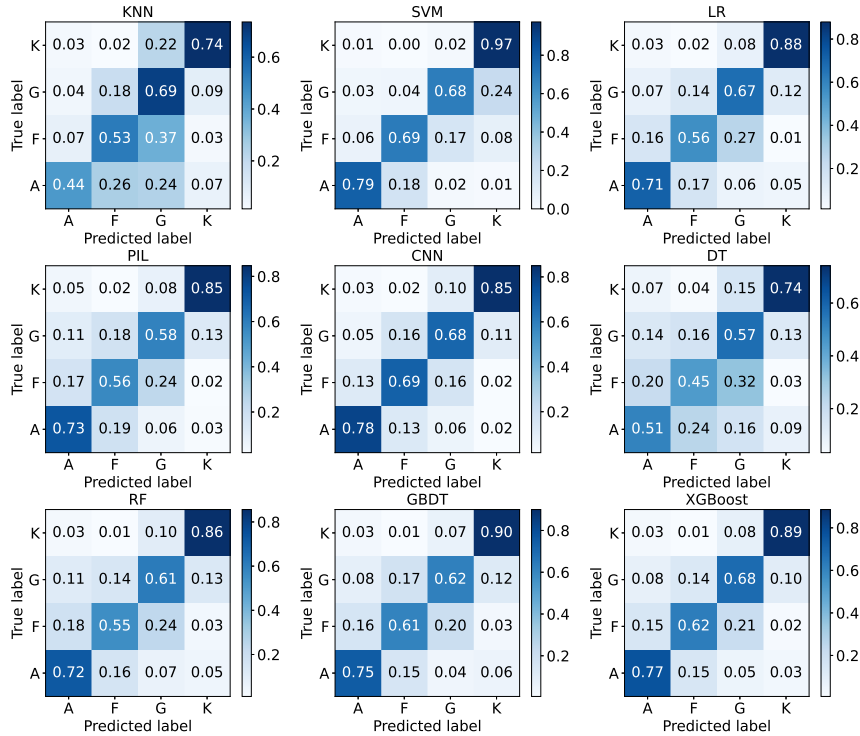 KNN
K 0.03 0.02 0.22 0.74
G 0.04 0.18 0.69 0.09
F 0.07 0.53 0.37 0.03
A 0.44 0.26 0.24 0.07
A F G K
Predicted label
True label
0.6
0.4
0.2
SVM
K 0.01 0.00 0.02 0.97
G 0.03 0.04 0.68 0.24
F 0.06 0.69 0.17 0.08
A 0.79 0.18 0.02 0.01
A F G K
Predicted label
True label
0.8
0.6
0.4
0.2
0.0
LR
K 0.03 0.02 0.08 0.88
G 0.07 0.14 0.67 0.12
F 0.16 0.56 0.27 0.01
A 0.71 0.17 0.06 0.05
A F G K
Predicted label
True label
0.8
0.6
0.4
0.2
PIL
K 0.05 0.02 0.08 0.85
G 0.11 0.18 0.58 0.13
F 0.17 0.56 0.24 0.02
A 0.73 0.19 0.06 0.03
A F G K
Predicted label
True label
0.8
0.6
0.4
0.2
CNN
K 0.03 0.02 0.10 0.85
G 0.05 0.16 0.68 0.11
F 0.13 0.69 0.16 0.02
A 0.78 0.13 0.06 0.02
A F G K
Predicted label
True label
0.8
0.6
0.4
0.2
DT
K 0.07 0.04 0.15 0.74
G 0.14 0.16 0.57 0.13
F 0.20 0.45 0.32 0.03
A 0.51 0.24 0.16 0.09
A F G K
Predicted label
True label
0.6
0.4
0.2
RF
K 0.03 0.01 0.10 0.86
G 0.11 0.14 0.61 0.13
F 0.18 0.55 0.24 0.03
A 0.72 0.16 0.07 0.05
A F G K
Predicted label
True label
0.8
0.6
0.4
0.2
GBDT
K 0.03 0.01 0.07 0.90
G 0.08 0.17 0.62 0.12
F 0.16 0.61 0.20 0.03
A 0.75 0.15 0.04 0.06
A F G K
Predicted label
True label
0.8
0.6
0.4
0.2
XGBoost
K 0.03 0.01 0.08 0.89
G 0.08 0.14 0.68 0.10
F 0.15 0.62 0.21 0.02
A 0.77 0.15 0.05 0.03
A F G K
Predicted label
True label
0.8
0.6
0.4
0.2